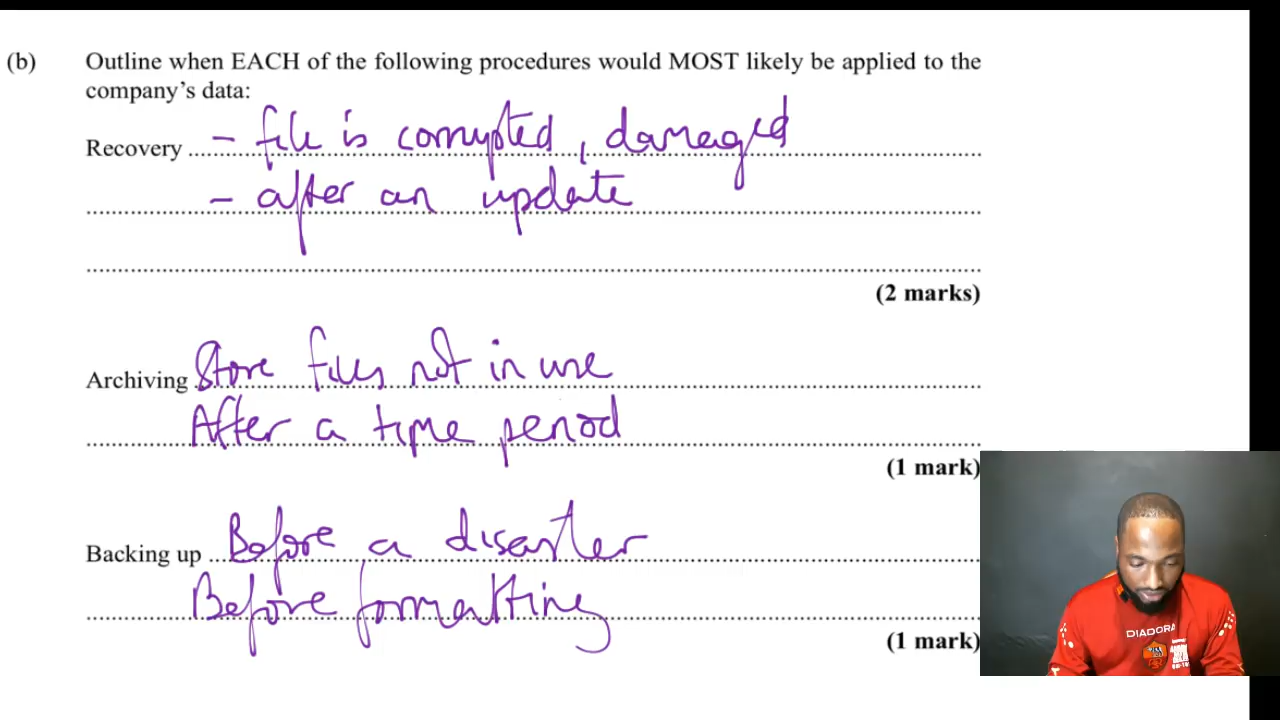 (b) Outline when EACH of the following procedures would MOST likely be applied to the
company's data:
Recovery - file is corrupted, damaged
- after an update
(2 marks)
Archiving Store files not in use
After a time period
(1 mark)
Backing up Before a disaster
Before formatting
(1 mark)
DIADORA